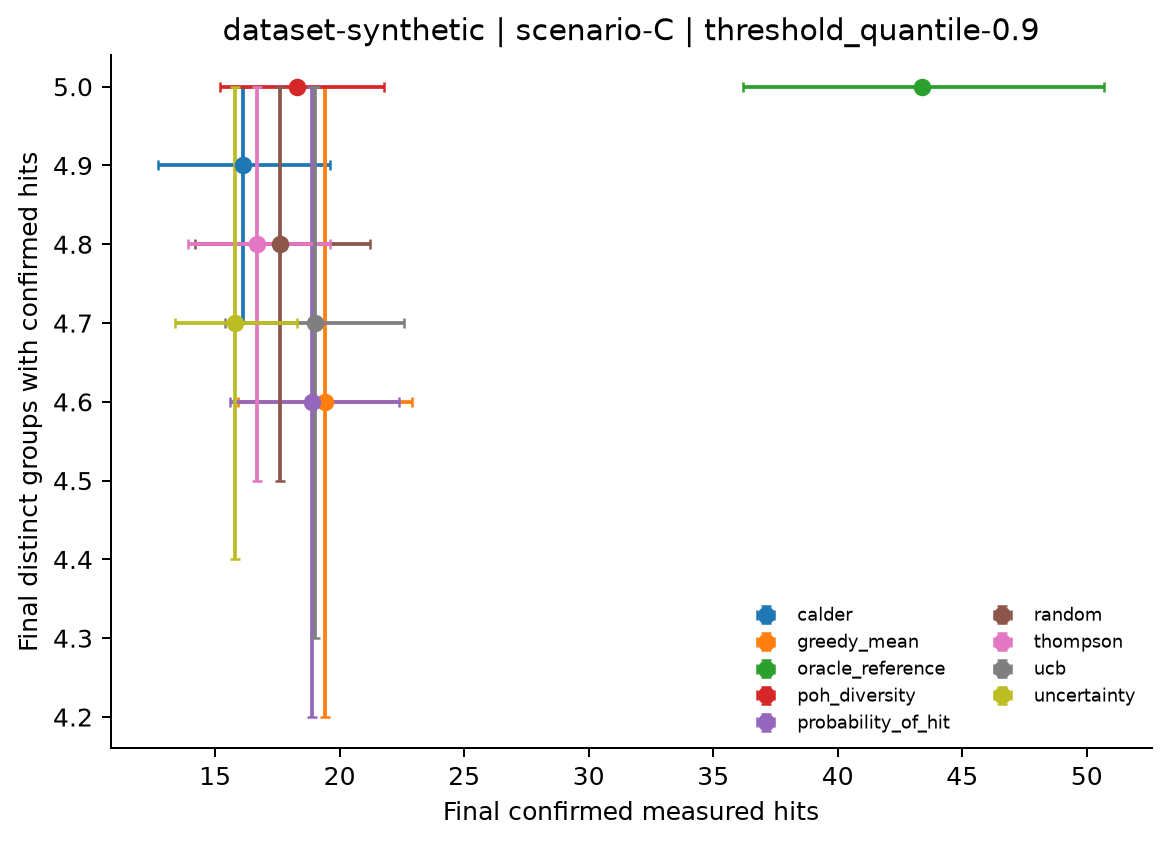 dataset-synthetic | scenario-C | threshold_quantile-0.9
Final distinct groups with confirmed hits
5.0
4.9
4.8
4.7
4.6
4.5
4.4
4.3
4.2
15
20
25
30
35
40
45
50
Final confirmed measured hits
calder
greedy_mean
oracle_reference
poh_diversity
probability_of_hit
random
thompson
ucb
uncertainty